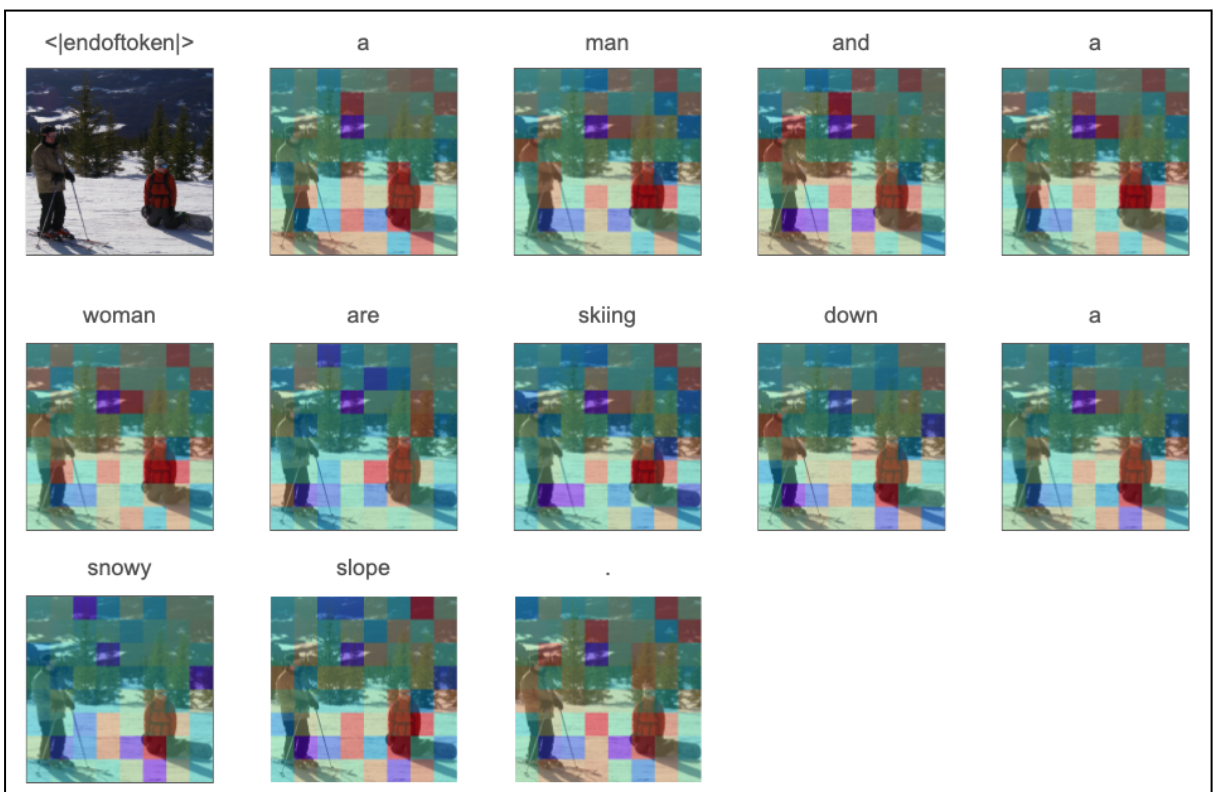 <|endoftoken|> a man and a
woman are skiing down a
snowy slope .